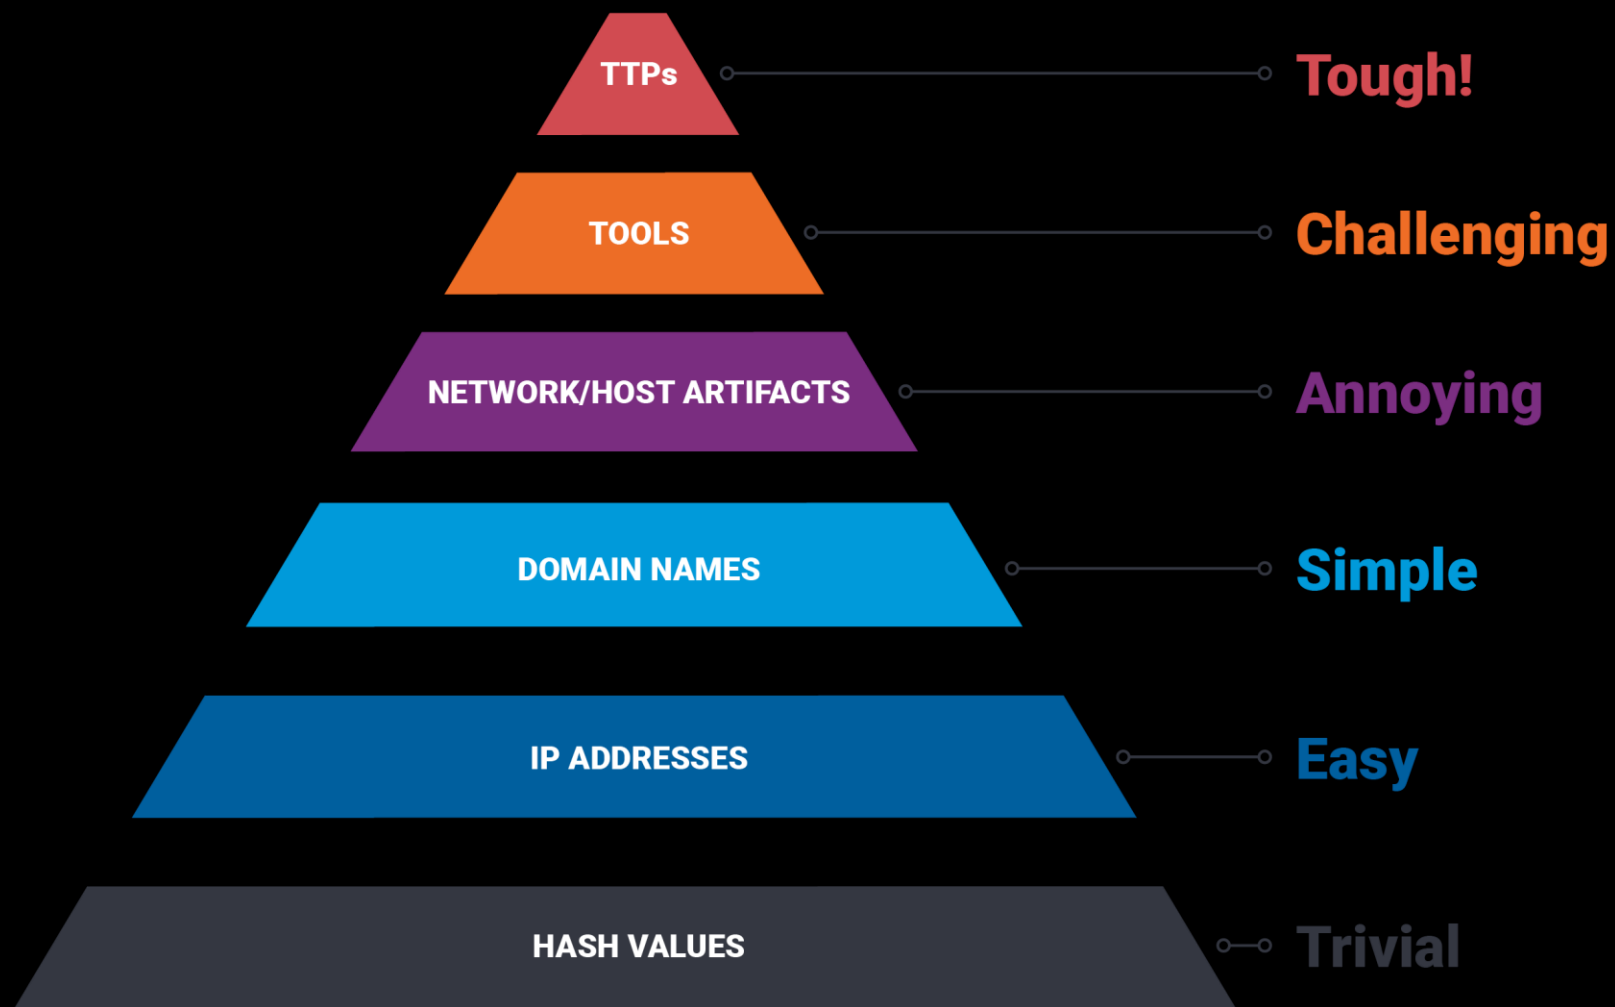 TTPs
Tough!
TOOLS
Challenging
NETWORK/HOST ARTIFACTS
Annoying
DOMAIN NAMES
Simple
IP ADDRESSES
Easy
HASH VALUES
Trivial